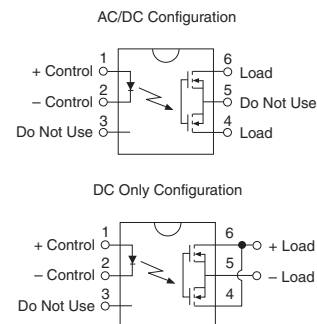 AC/DC Configuration
1
6
+ Control
Load
2
5
– Control
Do Not Use
3
4
Do Not Use
Load
DC Only Configuration
1
6
+ Control
+ Load
2
5
– Control
– Load
3
4
Do Not Use